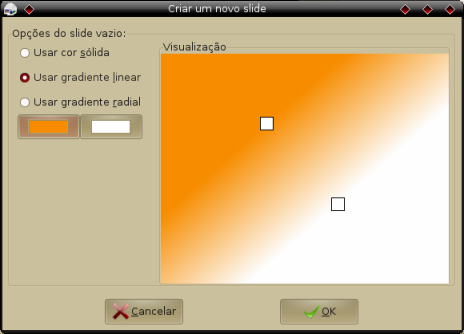 Criar um novo slide
Opções do slide vazio:
Usar cor sólida
Usar gradiente linear
Usar gradiente radial
Visualização
Cancelar
OK